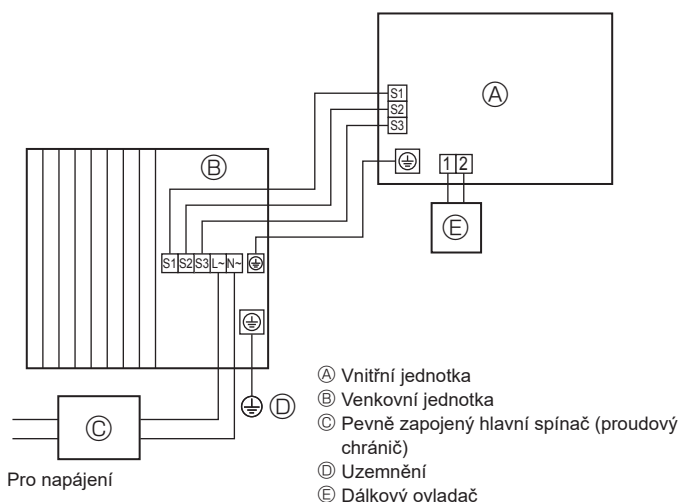 S1
S2
S3
Ⓐ
1 2
Ⓔ
Ⓑ
S1 S2 S3 L~ N~
Ⓒ
Ⓓ
Pro napájení
Ⓐ Vnitřní jednotka
Ⓑ Venkovní jednotka
Ⓒ Pevně zapojený hlavní spínač (proudový
chránič)
Ⓓ Uzemnění
Ⓔ Dálkový ovladač